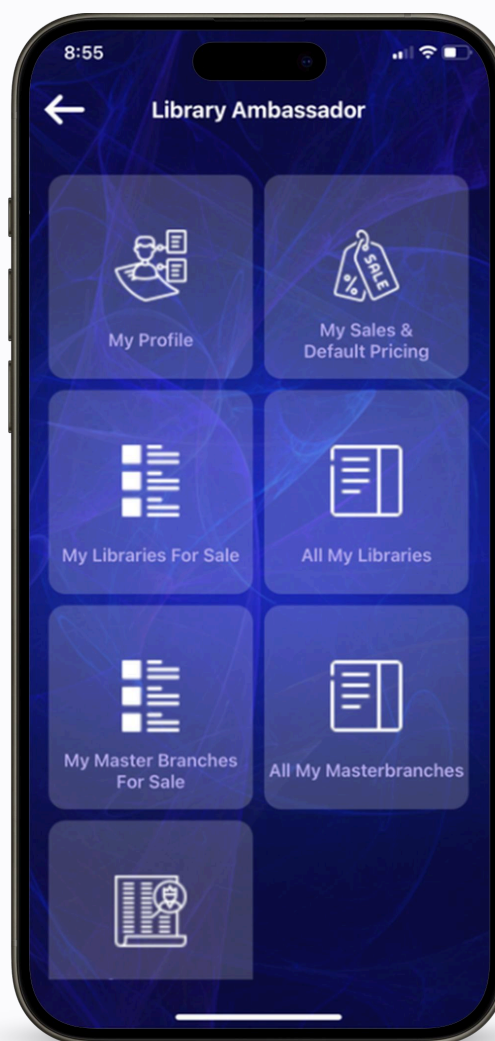 8:55
Library Ambassador
SALE
%
My Profile
My Sales &
Default Pricing
My Libraries For Sale
All My Libraries
My Master Branches
For Sale
All My Masterbranches